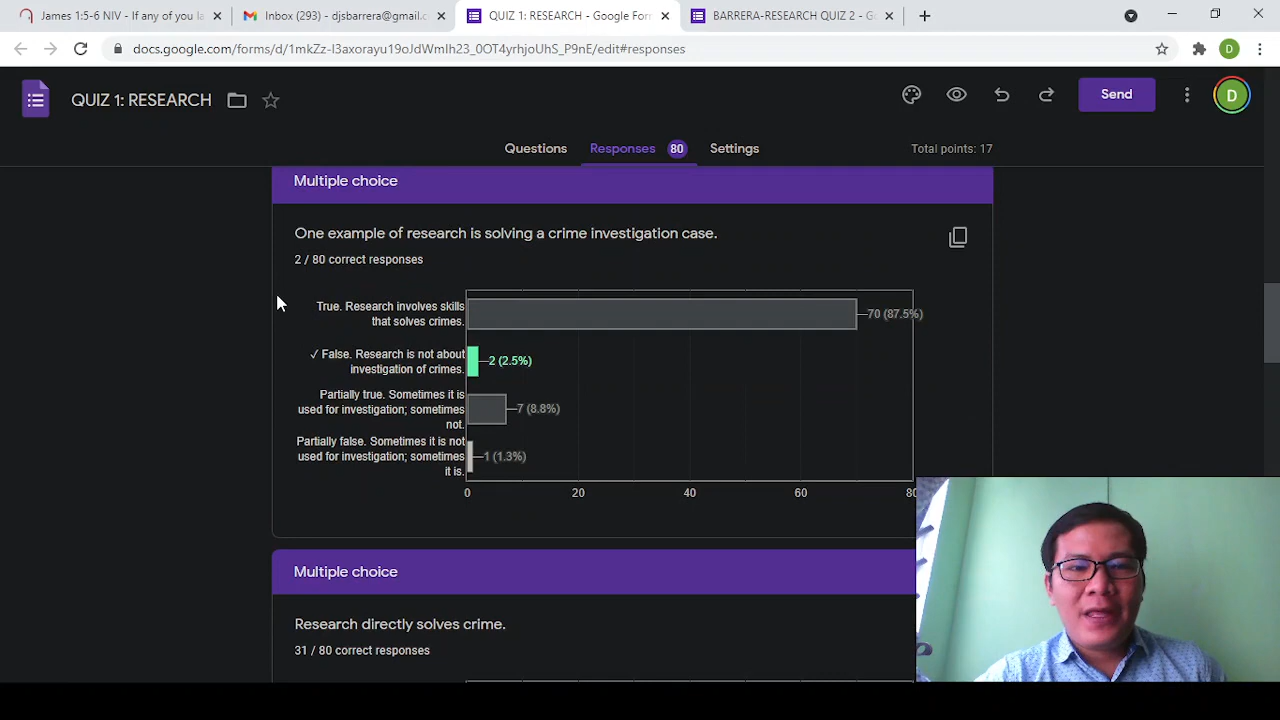 James 1:5-6 NIV - If any of you la
Inbox (293) - djsbarrera@gmail.c
QUIZ 1: RESEARCH - Google For
BARRERA-RESEARCH QUIZ 2 - G
docs.google.com/forms/d/1mkZz-I3axorayu19oJdWmIh23_0OT4yrhjoUhS_P9nE/edit#responses
D
QUIZ 1: RESEARCH
Send
D
Questions
Responses 80
Settings
Total points: 17
Multiple choice
One example of research is solving a crime investigation case.
2 / 80 correct responses
True. Research involves skills
that solves crimes.
70 (87.5%)
✓ False. Research is not about
investigation of crimes.
2 (2.5%)
Partially true. Sometimes it is
used for investigation; sometimes
not.
7 (8.8%)
Partially false. Sometimes it is not
used for investigation; sometimes
it is.
1 (1.3%)
0 20 40 60 80
Multiple choice
Research directly solves crime.
31 / 80 correct responses